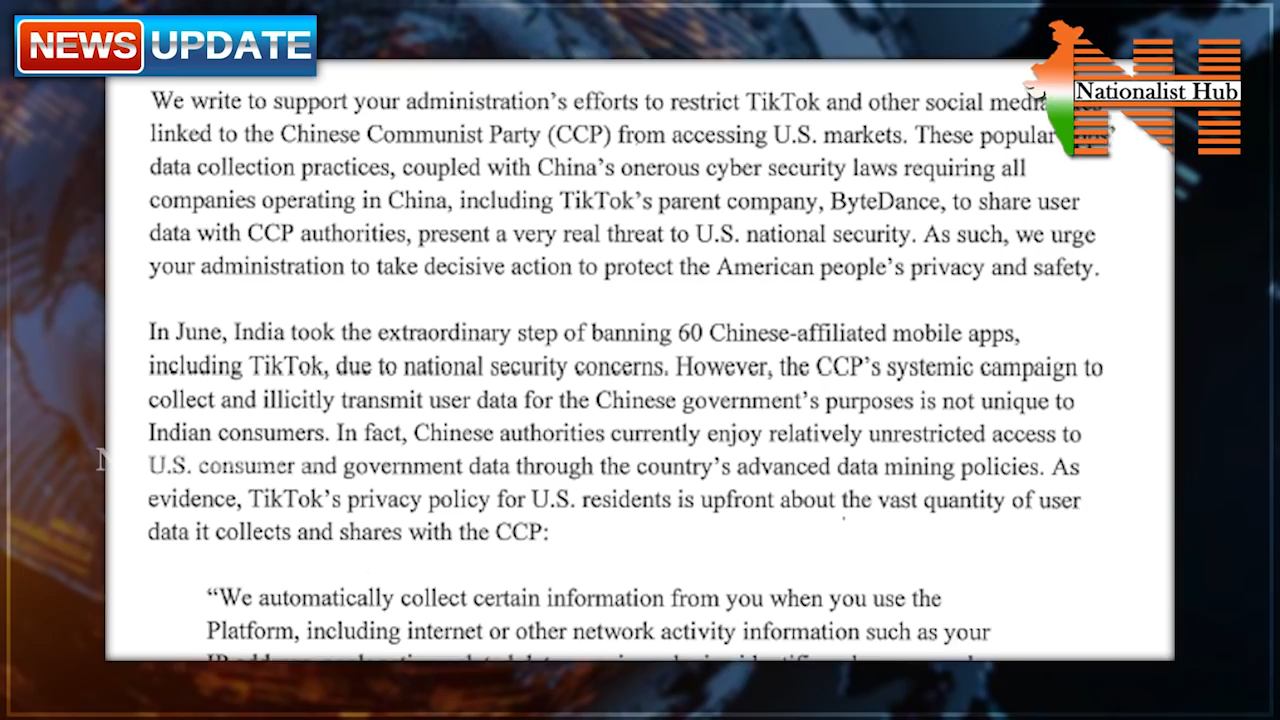 NEWS UPDATE
Nationalist Hub
We write to support your administration's efforts to restrict TikTok and other social media
linked to the Chinese Communist Party (CCP) from accessing U.S. markets. These popular
data collection practices, coupled with China's onerous cyber security laws requiring all
companies operating in China, including TikTok's parent company, ByteDance, to share user
data with CCP authorities, present a very real threat to U.S. national security. As such, we urge
your administration to take decisive action to protect the American people's privacy and safety.
In June, India took the extraordinary step of banning 60 Chinese-affiliated mobile apps,
including TikTok, due to national security concerns. However, the CCP's systemic campaign to
collect and illicitly transmit user data for the Chinese government's purposes is not unique to
Indian consumers. In fact, Chinese authorities currently enjoy relatively unrestricted access to
U.S. consumer and government data through the country's advanced data mining policies. As
evidence, TikTok's privacy policy for U.S. residents is upfront about the vast quantity of user
data it collects and shares with the CCP:
“We automatically collect certain information from you when you use the
Platform, including internet or other network activity information such as your